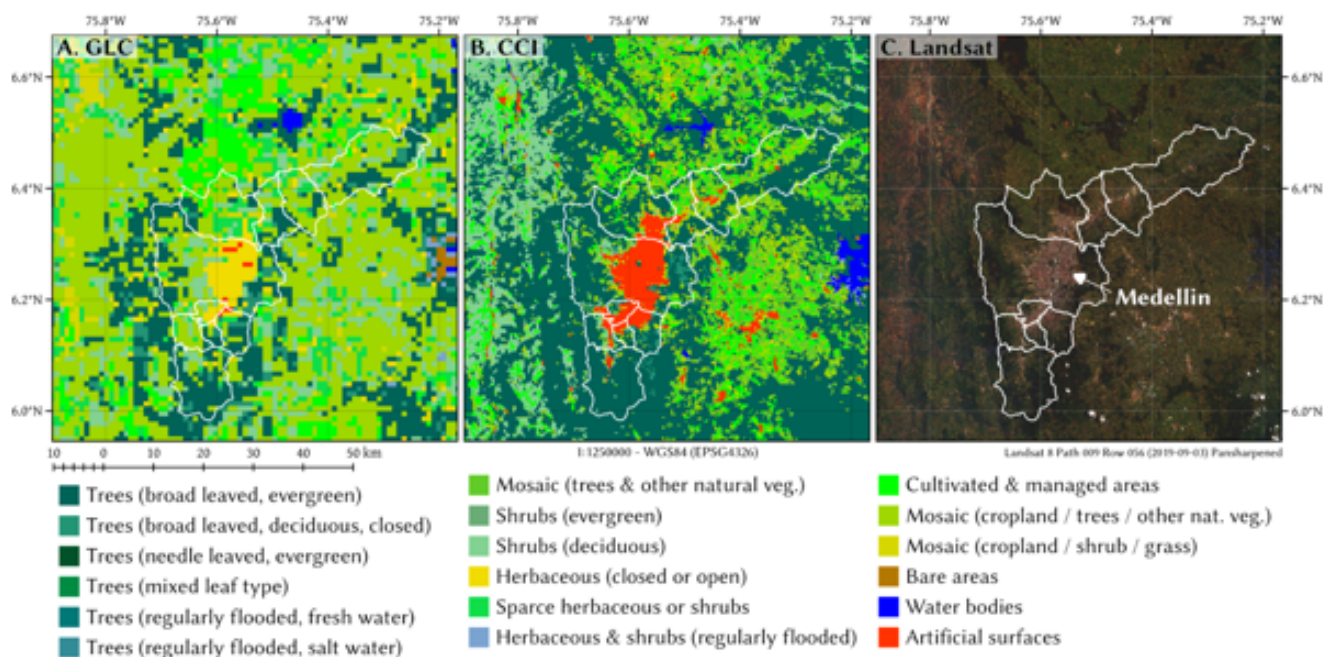 75.8°W 75.6°W 75.4°W 75.2°W 75.6°W 75.2°W 75.6°W 75.4°W 75.2°W
A. GLC
B. CCI
C. Landsat
6.6°N
6.6°N
6.4°N
6.4°N
6.2°N
6.2°N
Medellin
6.0°N
6.0°N
10 0 10 20 30 40 50 km
1:1250000 - WGS84 (EPSG4326)
Landsat 8 Path 009 Row 056 (2019-09-03) Pansharpened
Trees (broad leaved, evergreen)
Trees (broad leaved, deciduous, closed)
Trees (needle leaved, evergreen)
Trees (mixed leaf type)
Trees (regularly flooded, fresh water)
Trees (regularly flooded, salt water)
Mosaic (trees & other natural veg.)
Shrubs (evergreen)
Shrubs (deciduous)
Herbaceous (closed or open)
Sparce herbaceous or shrubs
Herbaceous & shrubs (regularly flooded)
Cultivated & managed areas
Mosaic (cropland / trees / other nat. veg.)
Mosaic (cropland / shrub / grass)
Bare areas
Water bodies
Artificial surfaces